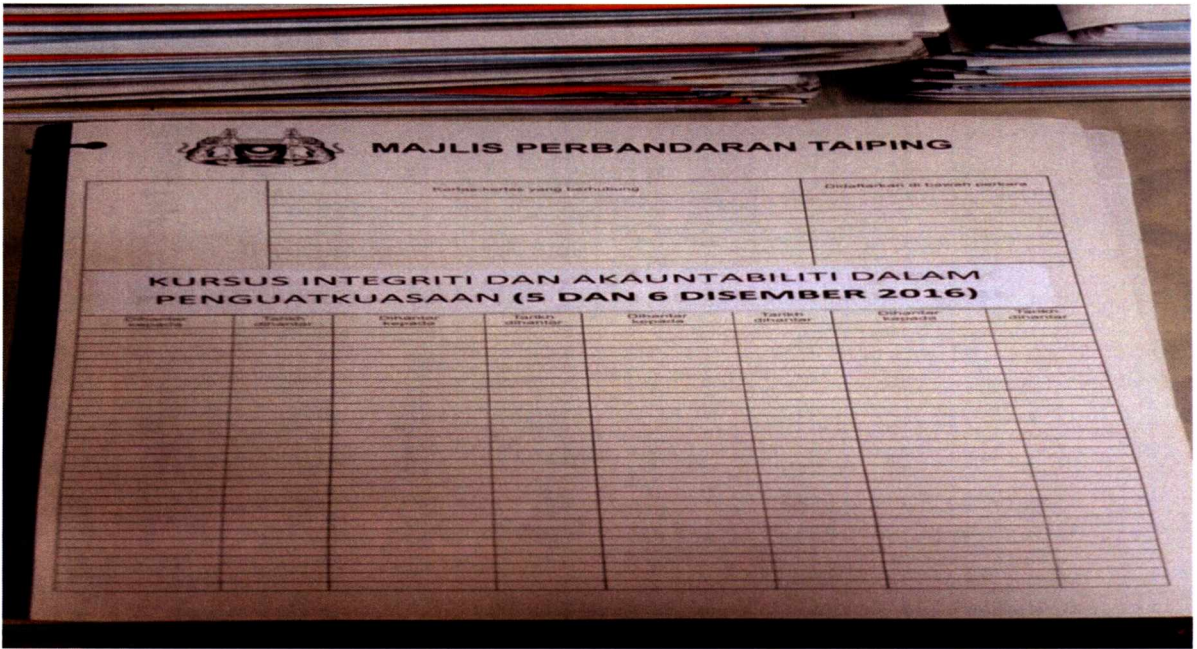 MAJLIS PERBANDARAN TAIPING
Kertas-kertas yang berhubung
Didaftarkan di bawah perkara
KURSUS INTEGRITI DAN AKAUNTABILITI DALAM
PENGUATKUASAAN (5 DAN 6 DISEMBER 2016)
Dihantar kepada
Tarikh dihantar
Dihantar kepada
Tarikh dihantar
Dihantar kepada
Tarikh dihantar
Dihantar kepada
Tarikh dihantar